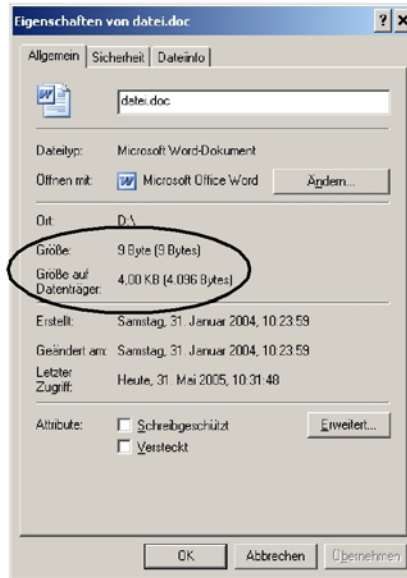 Eigenschaften von datei.doc
Allgemein Sicherheit Dateiinfo
datei.doc
Dateityp: Microsoft Word-Dokument
Öffnen mit: Microsoft Office Word Ändern...
Ort: D:\
Größe: 9 Byte (9 Bytes)
Größe auf Datenträger: 4,00 KB (4.096 Bytes)
Erstellt: Samstag, 31. Januar 2004, 10:23:59
Geändert am: Samstag, 31. Januar 2004, 10:23:59
Letzter Zugriff: Heute, 31. Mai 2005, 10:31:48
Attribute: Schreibgeschützt Erweitert...
Versteckt
OK Abbrechen Übernehmen